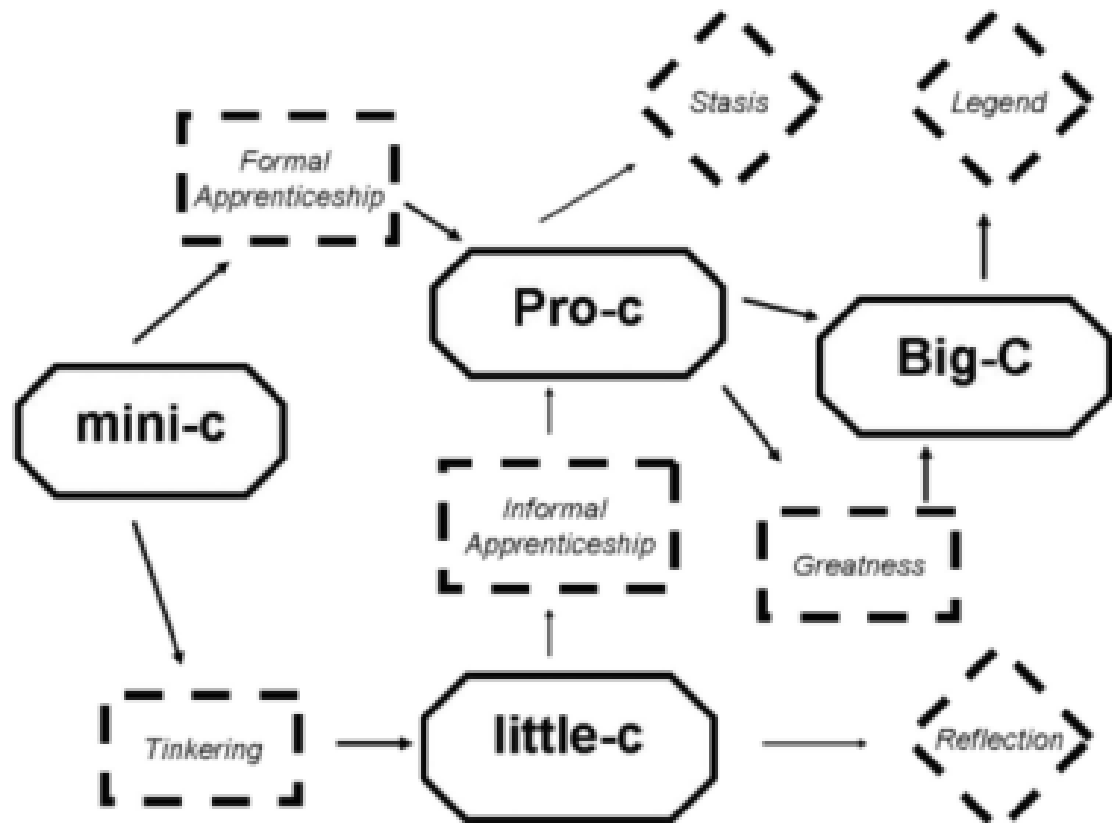 Stasis
Legend
Formal
Apprenticeship
Pro-c
Big-C
mini-c
Informal
Apprenticeship
Greatness
Tinkering
little-c
Reflection